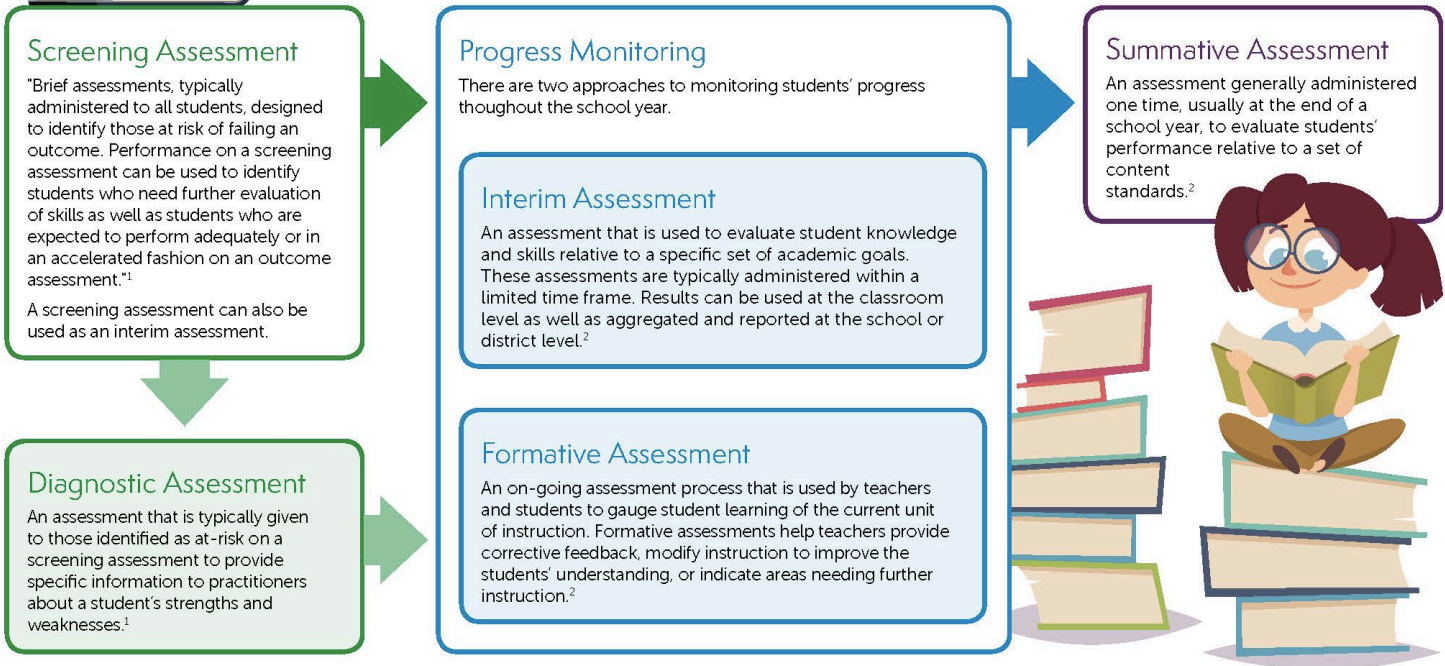 Screening Assessment
"Brief assessments, typically
administered to all students, designed
to identify those at risk of failing an
outcome. Performance on a screening
assessment can be used to identify
students who need further evaluation
of skills as well as students who are
expected to perform adequately or in
an accelerated fashion on an outcome
assessment."1
A screening assessment can also be
used as an interim assessment.
Diagnostic Assessment
An assessment that is typically given
to those identified as at-risk on a
screening assessment to provide
specific information to practitioners
about a student's strengths and
weaknesses.1
Progress Monitoring
There are two approaches to monitoring students' progress
thoughout the school year.
Interim Assessment
An assessment that is used to evaluate student knowledge
and skills relative to a specific set of academic goals.
These assessments are typically administered within a
limited time frame. Results can be used at the classroom
level as well as aggregated and reported at the school or
district level.2
Formative Assessment
An on-going assessment process that is used by teachers
and students to gauge student learning of the current unit
of instruction. Formative assessments help teachers provide
corrective feedback, modify instruction to improve the
students' understanding, or indicate areas needing further
instruction.2
Summative Assessment
An assessment generally administered
one time, usually at the end of a
school year, to evaluate students'
performance relative to a set of
content
standards.2